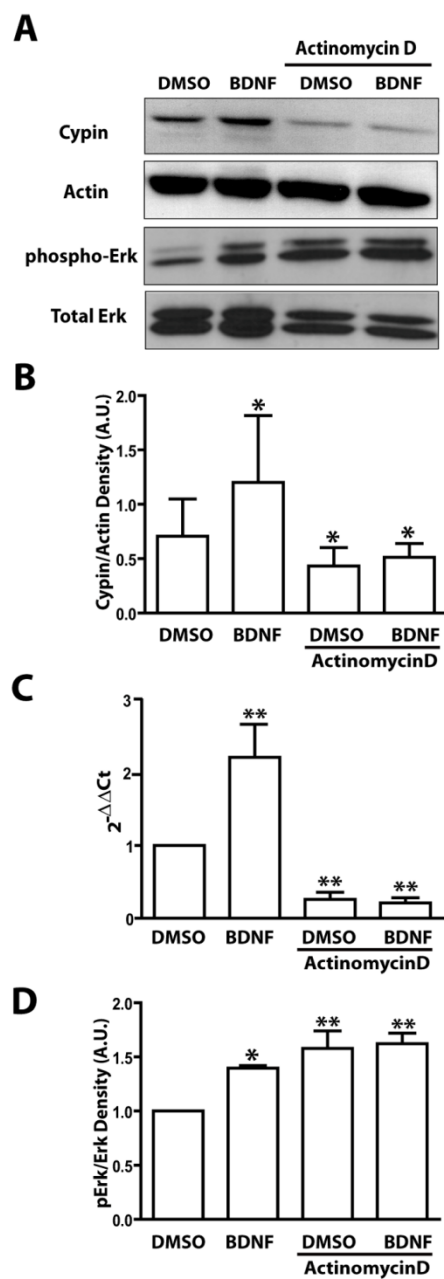 A
Actinomycin D
DMSO BDNF DMSO BDNF
Cypin
Actin
phospho-Erk
Total Erk
B
Cypin/Actin Density (A.U.)
2.0
*
1.5
1.0
* *
0.5
0.0
DMSO BDNF DMSO BDNF
ActinomycinD
C
2-ΔΔCt
3
**
2
1
** **
0
DMSO BDNF DMSO BDNF
ActinomycinD
D
pErk/Erk Density (A.U.)
2.0
* ** **
1.5
1.0
0.5
0.0
DMSO BDNF DMSO BDNF
ActinomycinD